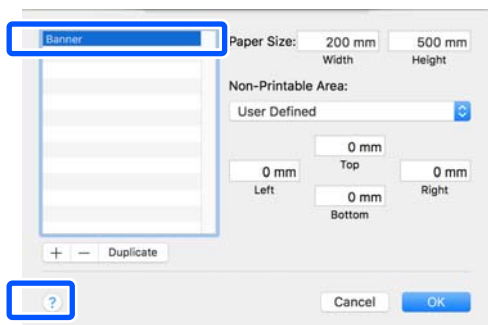 Banner
Paper Size: 200 mm 500 mm
Width Height
Non-Printable Area:
User Defined
0 mm
Top
0 mm 0 mm
Left Right
0 mm
Bottom
+ − Duplicate
? Cancel OK